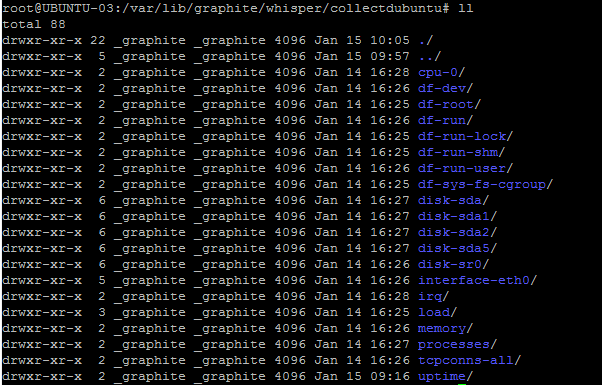 root@UBUNTU-03:/var/lib/graphite/whisper/collectdubuntu# ll
total 88
drwxr-xr-x 22 _graphite _graphite 4096 Jan 15 10:05 ./
drwxr-xr-x  5 _graphite _graphite 4096 Jan 15 09:57 ../
drwxr-xr-x  2 _graphite _graphite 4096 Jan 14 16:28 cpu-0/
drwxr-xr-x  2 _graphite _graphite 4096 Jan 14 16:26 df-dev/
drwxr-xr-x  2 _graphite _graphite 4096 Jan 14 16:25 df-root/
drwxr-xr-x  2 _graphite _graphite 4096 Jan 14 16:26 df-run/
drwxr-xr-x  2 _graphite _graphite 4096 Jan 14 16:25 df-run-lock/
drwxr-xr-x  2 _graphite _graphite 4096 Jan 14 16:25 df-run-shm/
drwxr-xr-x  2 _graphite _graphite 4096 Jan 14 16:26 df-run-user/
drwxr-xr-x  2 _graphite _graphite 4096 Jan 14 16:25 df-sys-fs-cgroup/
drwxr-xr-x  6 _graphite _graphite 4096 Jan 14 16:27 disk-sda/
drwxr-xr-x  6 _graphite _graphite 4096 Jan 14 16:27 disk-sda1/
drwxr-xr-x  6 _graphite _graphite 4096 Jan 14 16:27 disk-sda2/
drwxr-xr-x  6 _graphite _graphite 4096 Jan 14 16:27 disk-sda5/
drwxr-xr-x  6 _graphite _graphite 4096 Jan 14 16:26 disk-sr0/
drwxr-xr-x  5 _graphite _graphite 4096 Jan 14 16:26 interface-eth0/
drwxr-xr-x  2 _graphite _graphite 4096 Jan 14 16:28 irq/
drwxr-xr-x  3 _graphite _graphite 4096 Jan 14 16:25 load/
drwxr-xr-x  2 _graphite _graphite 4096 Jan 14 16:26 memory/
drwxr-xr-x  2 _graphite _graphite 4096 Jan 14 16:27 processes/
drwxr-xr-x  2 _graphite _graphite 4096 Jan 14 16:26 tcpconns-all/
drwxr-xr-x  2 _graphite _graphite 4096 Jan 15 09:16 uptime/